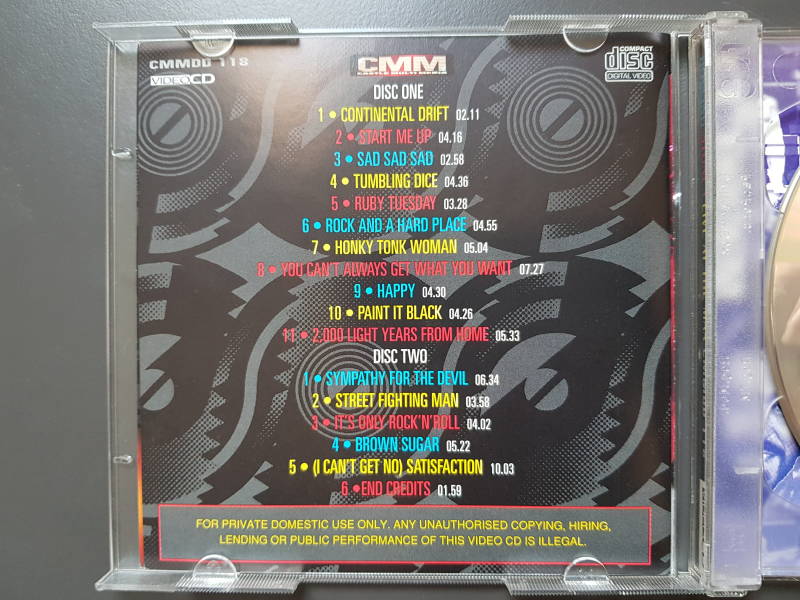 CMMDD 118
VIDEO CD
CMM
CASTLE MULTI MEDIA
COMPACT
disc
DIGITAL VIDEO
DISC ONE
1 • CONTINENTAL DRIFT 02.11
2 • START ME UP 04.16
3 • SAD SAD SAD 02.58
4 • TUMBLING DICE 04.36
5 • RUBY TUESDAY 03.28
6 • ROCK AND A HARD PLACE 04.55
7 • HONKY TONK WOMAN 05.04
8 • YOU CAN'T ALWAYS GET WHAT YOU WANT 07.27
9 • HAPPY 04.30
10 • PAINT IT BLACK 04.26
11 • 2,000 LIGHT YEARS FROM HOME 05.33
DISC TWO
1 • SYMPATHY FOR THE DEVIL 06.34
2 • STREET FIGHTING MAN 03.58
3 • IT'S ONLY ROCK'N'ROLL 04.02
4 • BROWN SUGAR 05.22
5 • (I CAN'T GET NO) SATISFACTION 10.03
6 • END CREDITS 01.59
FOR PRIVATE DOMESTIC USE ONLY. ANY UNAUTHORISED COPYING, HIRING,
LENDING OR PUBLIC PERFORMANCE OF THIS VIDEO CD IS ILLEGAL.